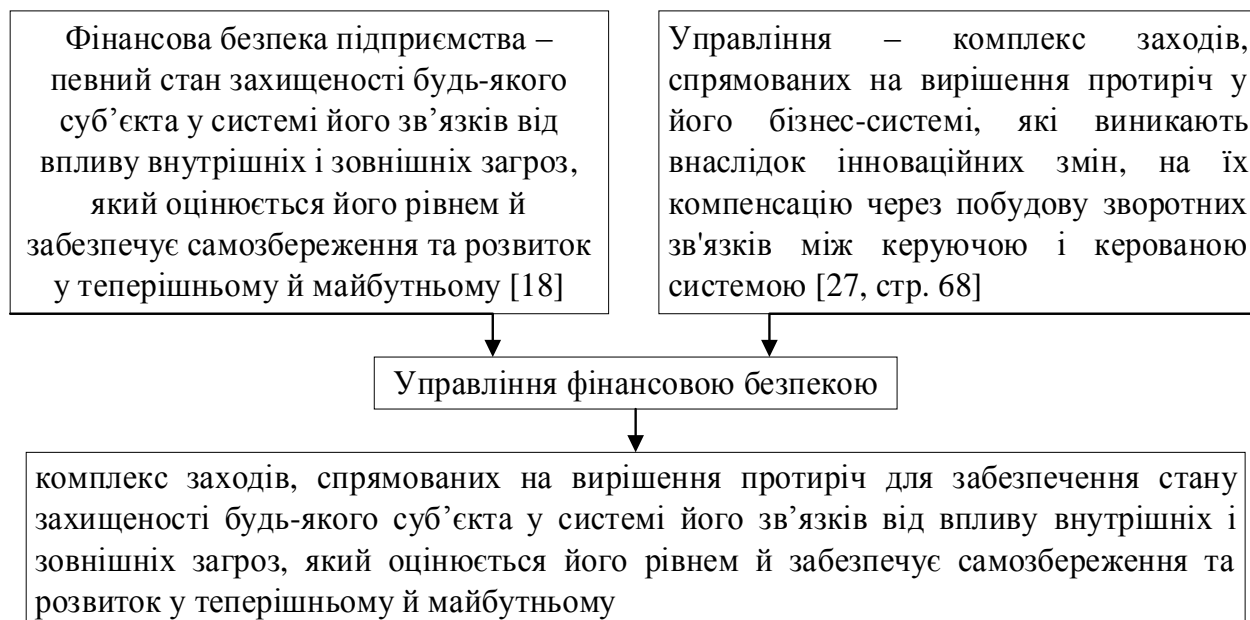 Фінансова безпека підприємства –
певний стан захищеності будь-якого
суб’єкта у системі його зв’язків від
впливу внутрішніх і зовнішніх загроз,
який оцінюється його рівнем й
забезпечує самозбереження та розвиток
у теперішньому й майбутньому [18]
Управління – комплекс заходів,
спрямованих на вирішення протиріч у
його бізнес-системі, які виникають
внаслідок інноваційних змін, на їх
компенсацію через побудову зворотних
зв'язків між керуючою і керованою
системою [27, стр. 68]
Управління фінансовою безпекою
комплекс заходів, спрямованих на вирішення протиріч для забезпечення стану
захищеності будь-якого суб’єкта у системі його зв’язків від впливу внутрішніх і
зовнішніх загроз, який оцінюється його рівнем й забезпечує самозбереження та
розвиток у теперішньому й майбутньому